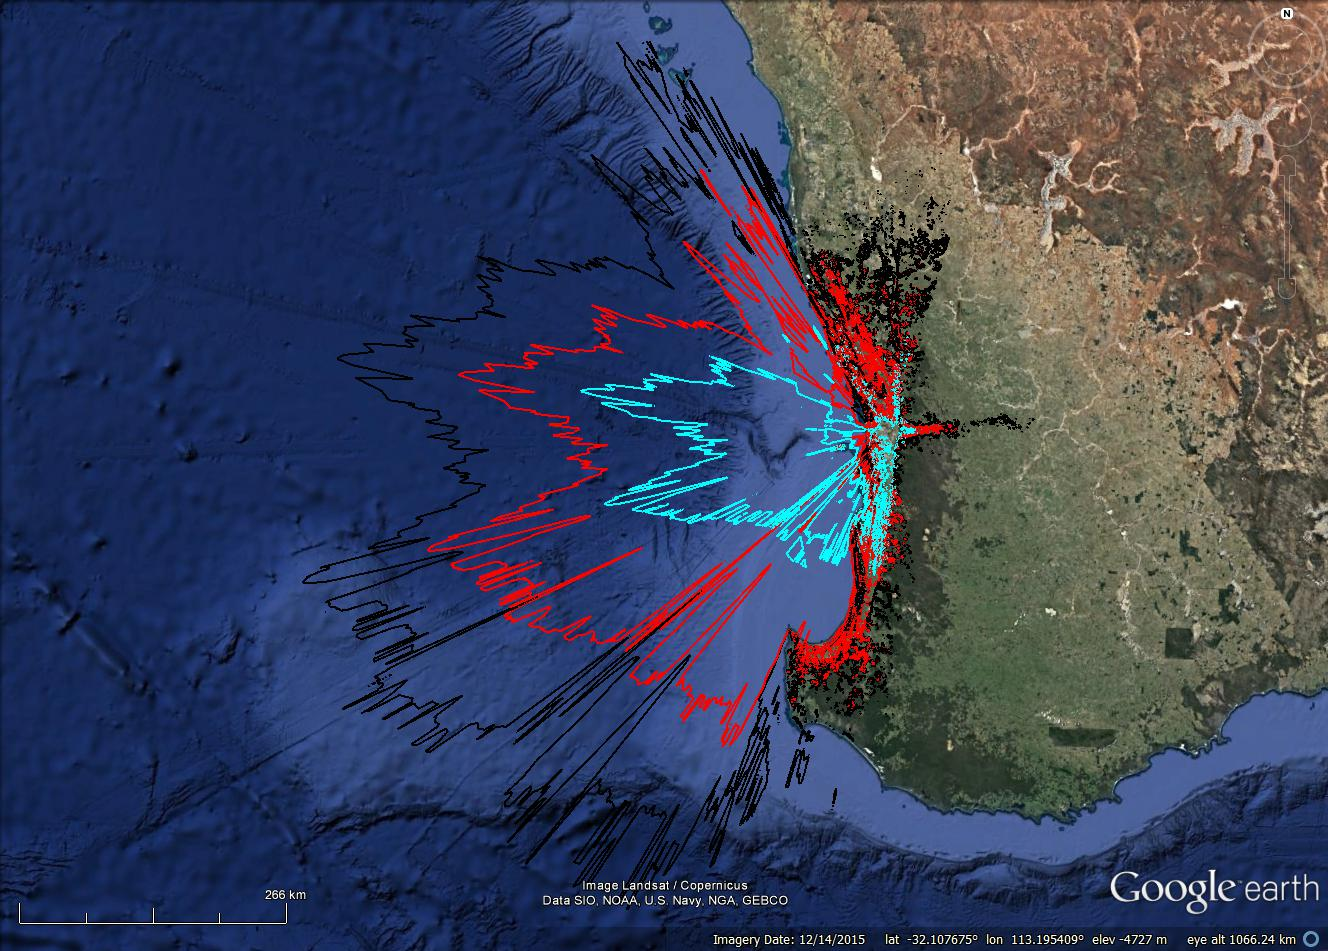 N
266 km
Image Landsat / Copernicus
Data SIO, NOAA, U.S. Navy, NGA, GEBCO
Google earth
Imagery Date: 12/14/2015 lat -32.107675° lon 113.195409° elev -4727 m eye alt 1066.24 km